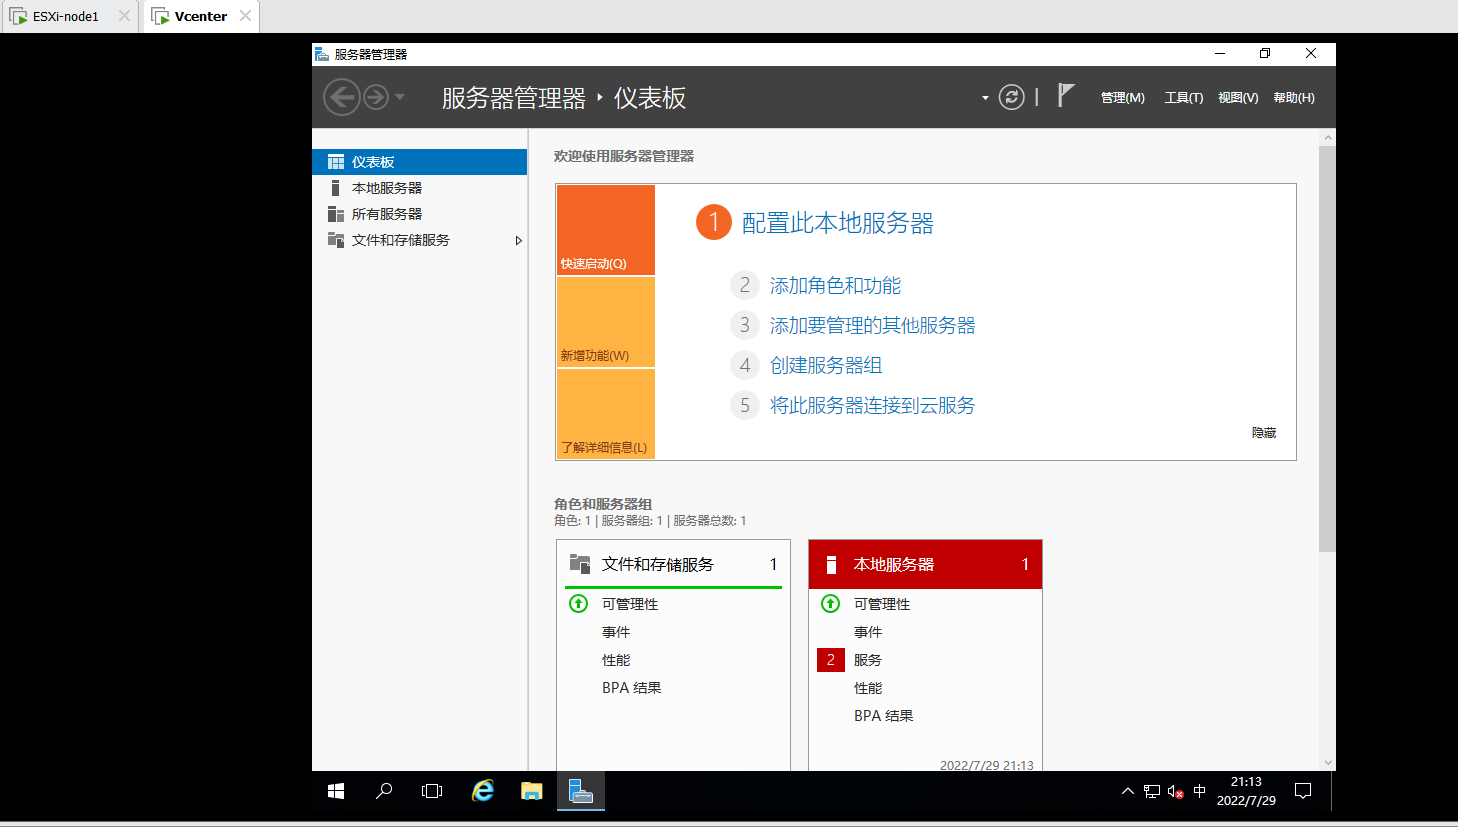 ESXi-node1
Vcenter
服务器管理器
服务器管理器 ‣ 仪表板
管理(M) 工具(T) 视图(V) 帮助(H)
仪表板
本地服务器
所有服务器
文件和存储服务
欢迎使用服务器管理器
快速启动(Q)
新增功能(W)
了解详细信息(L)
1 配置此本地服务器
2 添加角色和功能
3 添加要管理的其他服务器
4 创建服务器组
5 将此服务器连接到云服务
隐藏
角色和服务器组
角色: 1 | 服务器组: 1 | 服务器总数: 1
文件和存储服务 1
可管理性
事件
性能
BPA 结果
本地服务器 1
可管理性
事件
2 服务
性能
BPA 结果
2022/7/29 21:13
中
21:13
2022/7/29